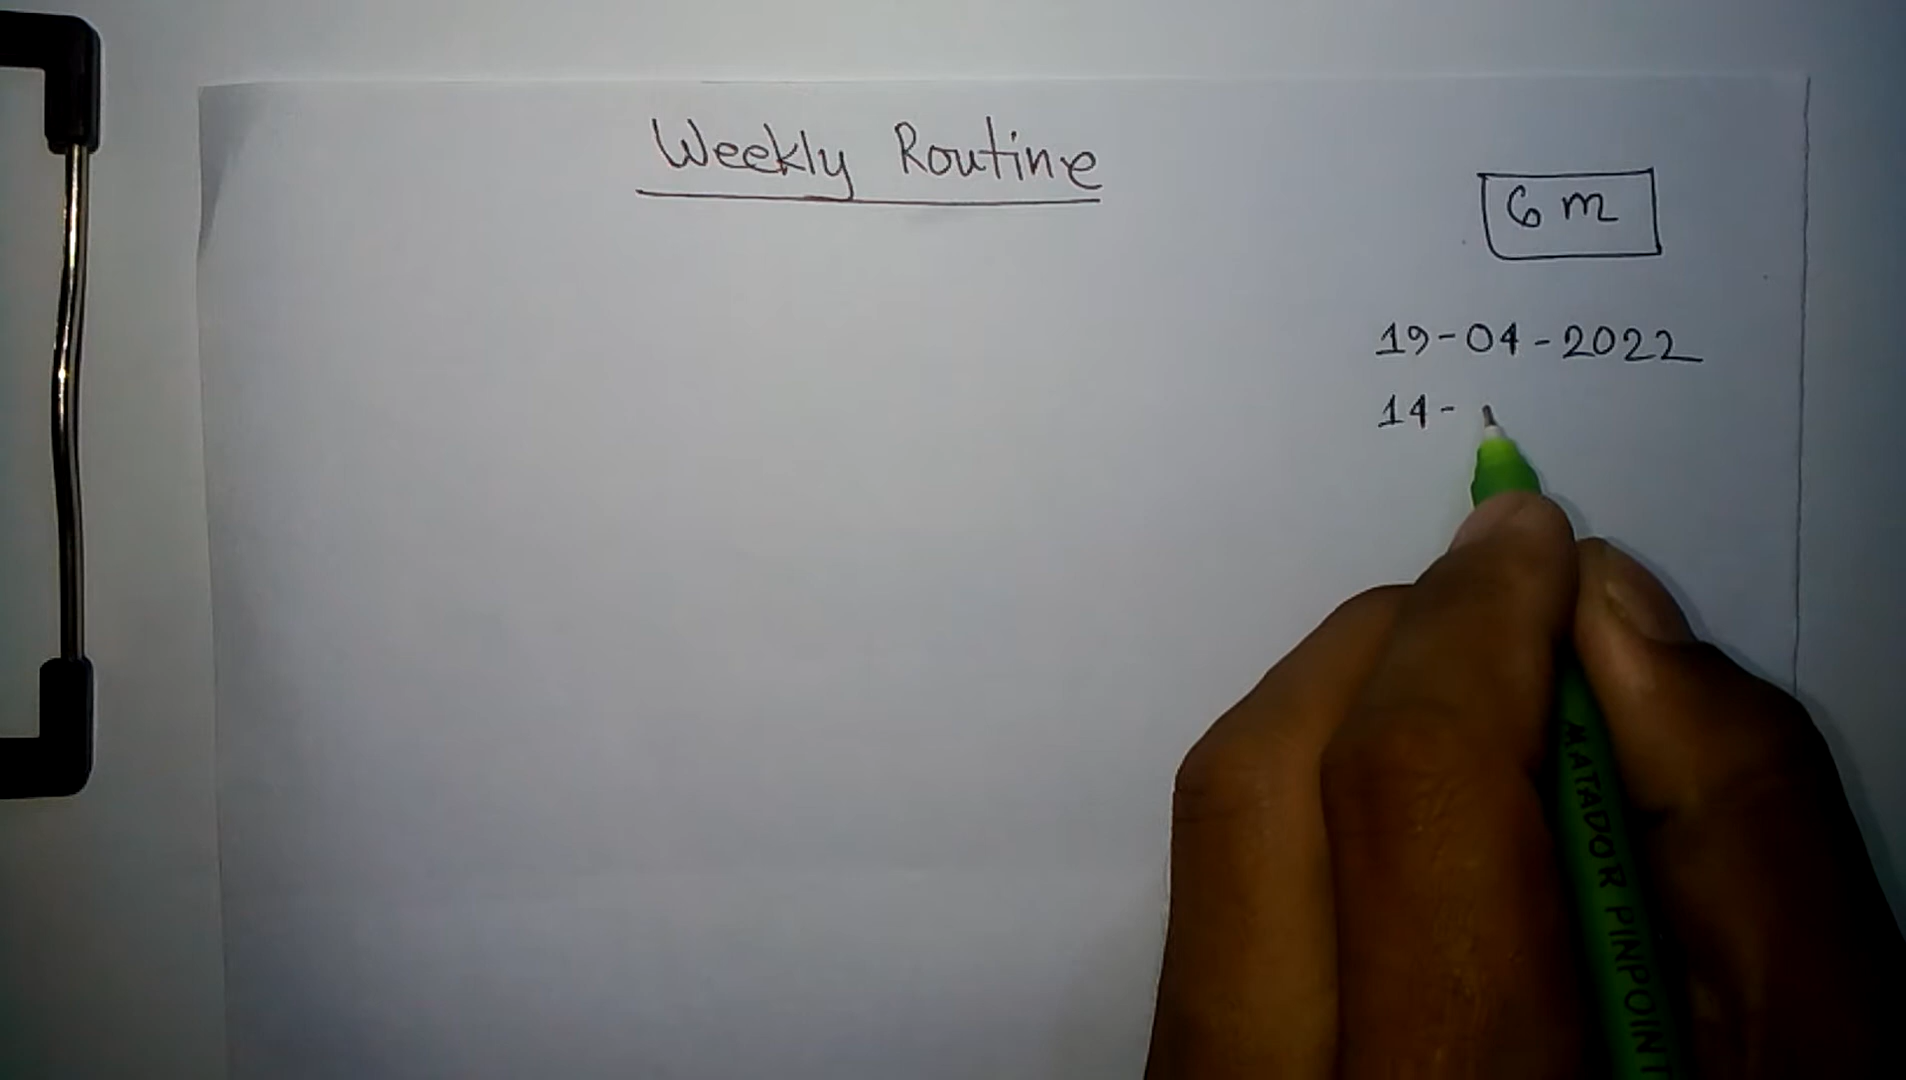 Weekly Routine
6 m
19-04-2022
14-
MATADOR PINPOINT